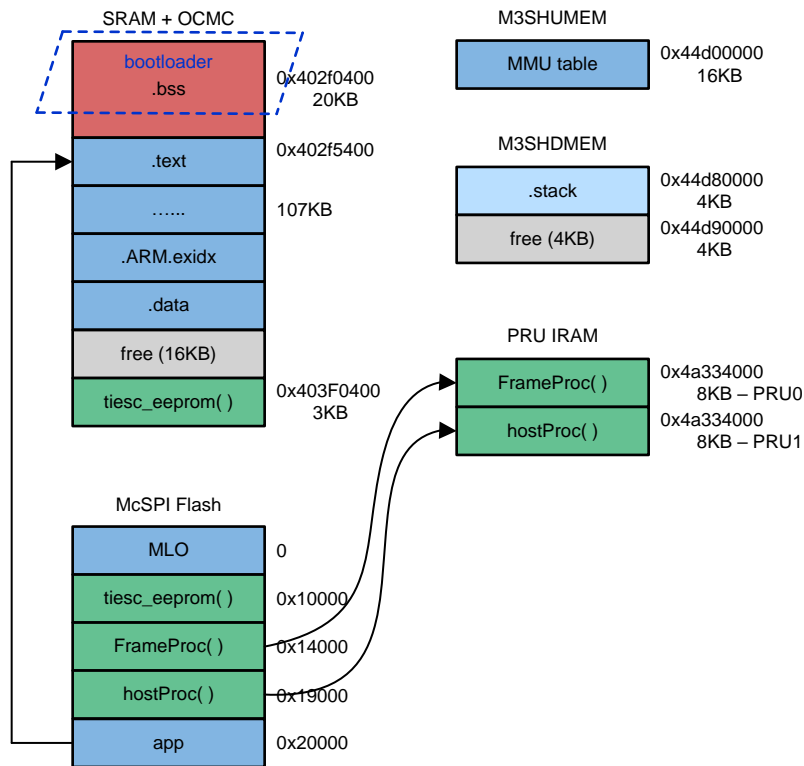 SRAM + OCMC
bootloader
.bss
0x402f0400
20KB
.text
0x402f5400
…...
107KB
.ARM.exidx
.data
free (16KB)
tiesc_eeprom( )
0x403F0400
3KB
M3SHUMEM
MMU table
0x44d00000
16KB
M3SHDMEM
.stack
0x44d80000
4KB
free (4KB)
0x44d90000
4KB
PRU IRAM
FrameProc( )
0x4a334000
8KB – PRU0
hostProc( )
0x4a334000
8KB – PRU1
McSPI Flash
MLO
0
tiesc_eeprom( )
0x10000
FrameProc( )
0x14000
hostProc( )
0x19000
app
0x20000